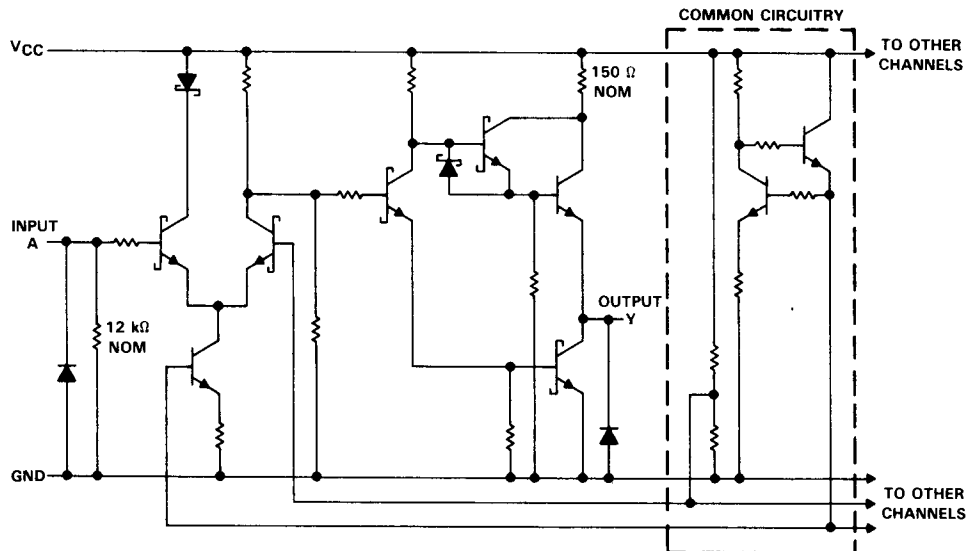 COMMON CIRCUITRY
VCC
TO OTHER
CHANNELS
150 Ω
NOM
INPUT
A
OUTPUT
Y
12 kΩ
NOM
GND
TO OTHER
CHANNELS